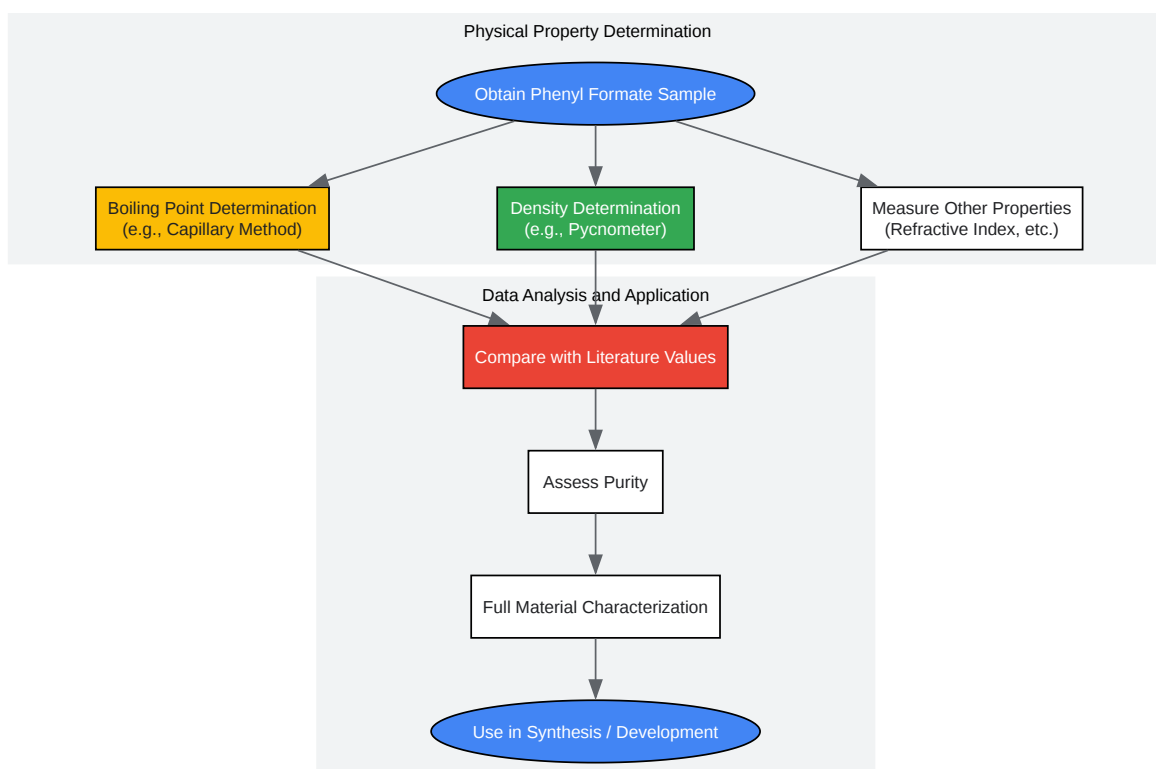 Physical Property Determination
Obtain Phenyl Formate Sample
Boiling Point Determination
(e.g., Capillary Method)
Density Determination
(e.g., Pycnometer)
Measure Other Properties
(Refractive Index, etc.)
Data Analysis and Application
Compare with Literature Values
Assess Purity
Full Material Characterization
Use in Synthesis / Development